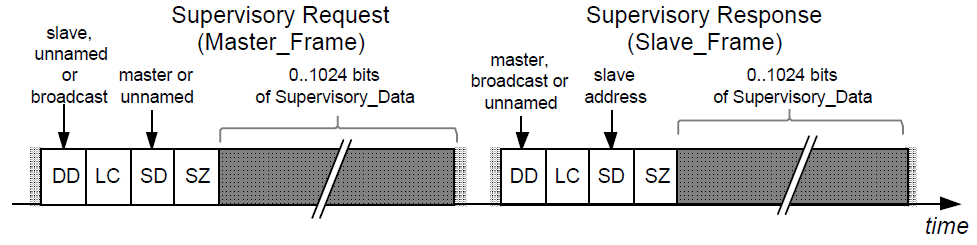 Supervisory Request
(Master_Frame)
Supervisory Response
(Slave_Frame)
slave,
unnamed
or
broadcast
master or
unnamed
0..1024 bits
of Supervisory_Data
master,
broadcast or
unnamed
slave
address
0..1024 bits
of Supervisory_Data
DD LC SD SZ
DD LC SD SZ
time